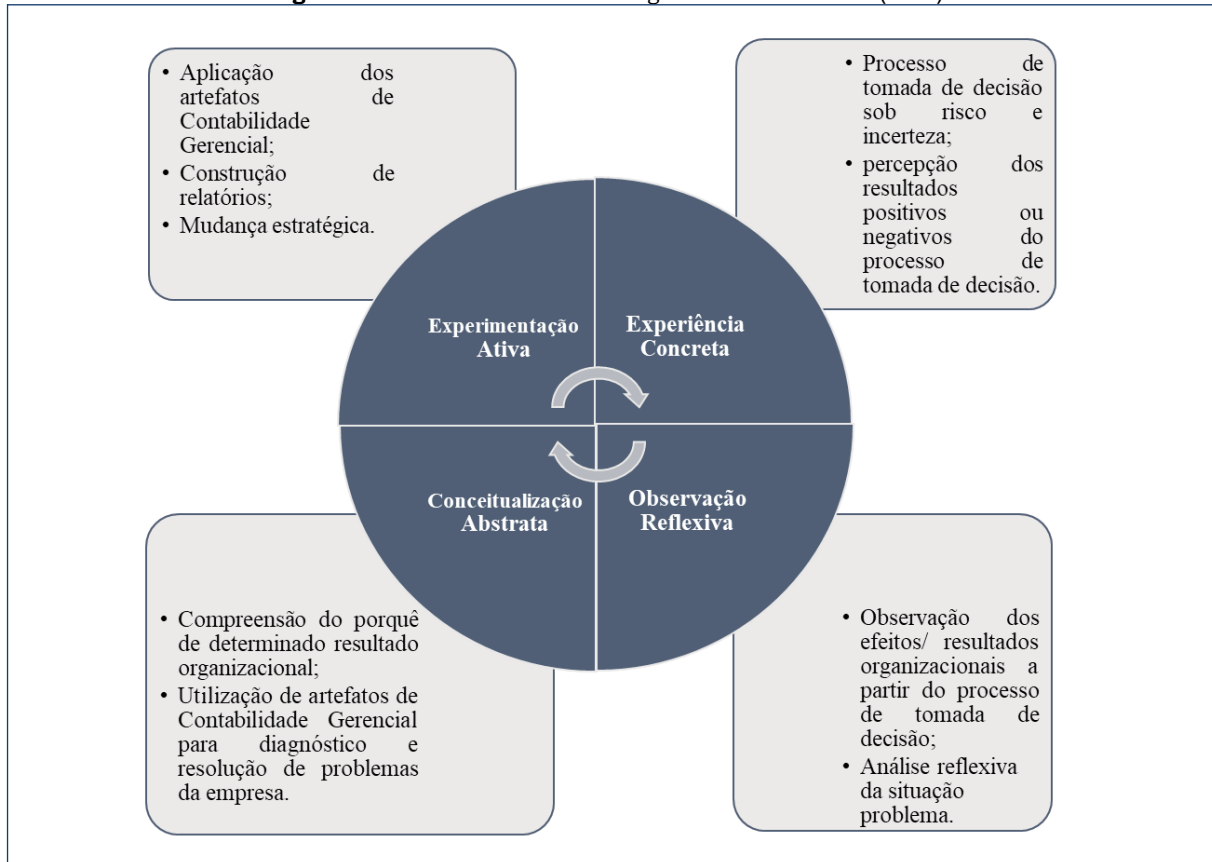 • Aplicação dos
artefatos de
Contabilidade
Gerencial;
• Construção de
relatórios;
• Mudança estratégica.
• Processo de
tomada de decisão
sob risco e
incerteza;
• percepção dos
resultados
positivos ou
negativos do
processo de
tomada de decisão.
Experimentação
Ativa
Experiência
Concreta
Conceitualização
Abstrata
Observação
Reflexiva
• Compreensão do porquê
de determinado resultado
organizacional;
• Utilização de artefatos de
Contabilidade Gerencial
para diagnóstico e
resolução de problemas
da empresa.
• Observação dos
efeitos/ resultados
organizacionais a
partir do processo
de tomada de
decisão;
• Análise reflexiva
da situação
problema.